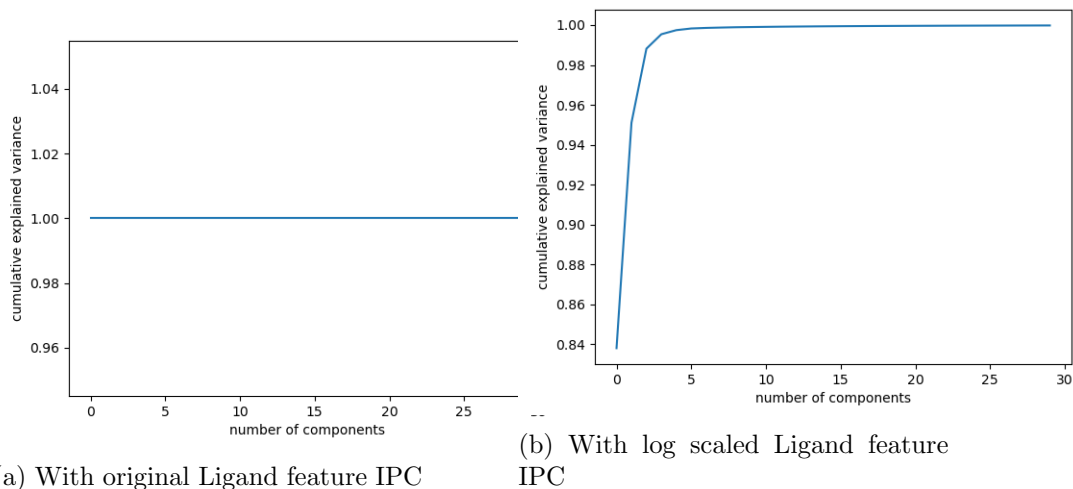 1.04
1.02
1.00
0.98
0.96
cumulative explained variance
0 5 10 15 20 25
number of components
a) With original Ligand feature IPC
1.00
0.98
0.96
0.94
0.92
0.90
0.88
0.86
0.84
cumulative explained variance
0 5 10 15 20 25 30
number of components
(b) With log scaled Ligand feature
IPC